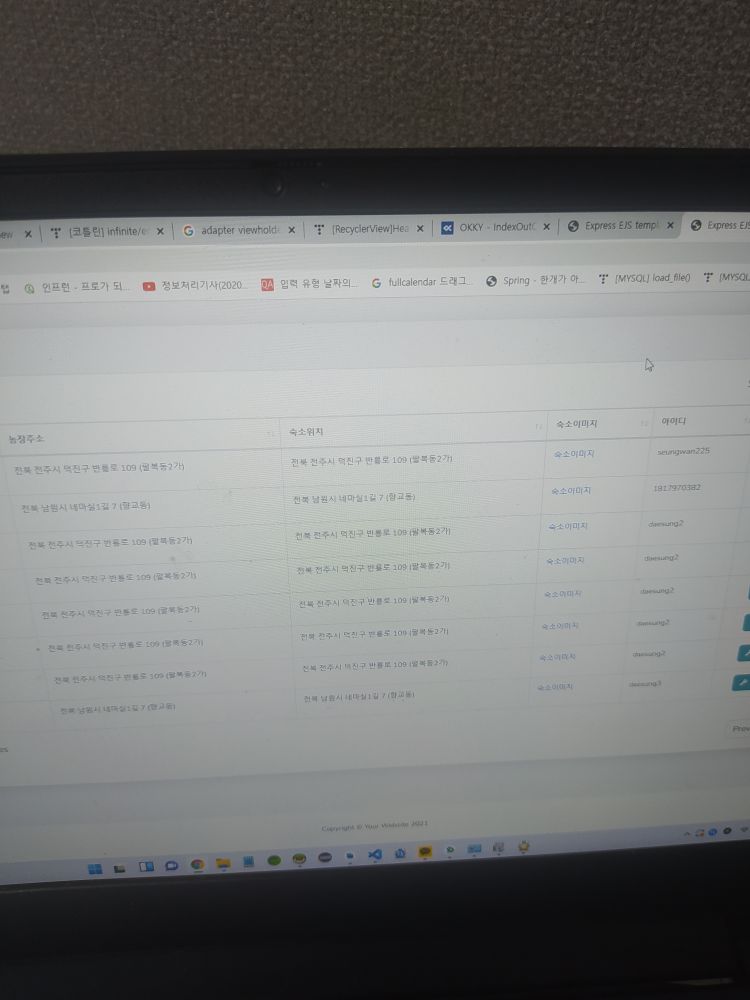 ew [코틀린] infinite/e adapter viewholde [RecyclerView]Hea OKKY - IndexOutO Express EJS templ Express EJS
탭 인프런 - 프로가 되... 정보처리기사(2020... QA 입력 유형 날짜의... fullcalendar 드래그... Spring - 한개가 아... [MYSQL] load_file() [MYSQL
농장주소 숙소위치 숙소이미지 아이디
전북 전주시 덕진구 반룡로 109 (팔복동2가) 전북 전주시 덕진구 반룡로 109 (팔복동2가) 숙소이미지 seungwan225
전북 남원시 네마실1길 7 (향교동) 전북 남원시 네마실1길 7 (향교동) 숙소이미지 1817970382
전북 전주시 덕진구 반룡로 109 (팔복동2가) 전북 전주시 덕진구 반룡로 109 (팔복동2가) 숙소이미지 daesung2
전북 전주시 덕진구 반룡로 109 (팔복동2가) 전북 전주시 덕진구 반룡로 109 (팔복동2가) 숙소이미지 daesung2
전북 전주시 덕진구 반룡로 109 (팔복동2가) 전북 전주시 덕진구 반룡로 109 (팔복동2가) 숙소이미지 daesung2
전북 전주시 덕진구 반룡로 109 (팔복동2가) 전북 전주시 덕진구 반룡로 109 (팔복동2가) 숙소이미지 daesung2
전북 전주시 덕진구 반룡로 109 (팔복동2가) 전북 전주시 덕진구 반룡로 109 (팔복동2가) 숙소이미지 daesung2
전북 남원시 네마실1길 7 (향교동) 전북 남원시 네마실1길 7 (향교동) 숙소이미지 daesung3
es Prev
Copyright © Your Website 2021